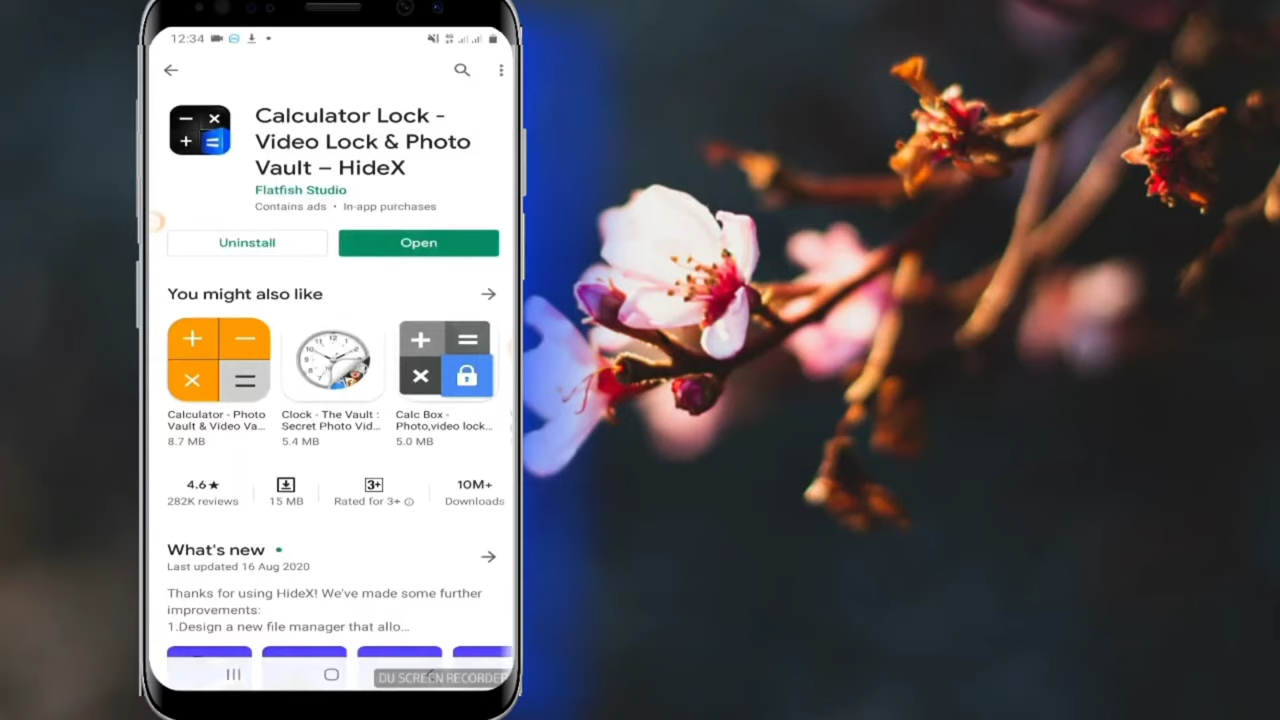 12:34
Calculator Lock -
Video Lock & Photo
Vault – HideX
Flatfish Studio
Contains ads • In-app purchases
Uninstall
Open
You might also like
Calculator - Photo
Vault & Video Va...
8.7 MB
Clock - The Vault :
Secret Photo Vid...
5.4 MB
Calc Box -
Photo,video lock...
5.0 MB
4.6★
282K reviews
15 MB
3+
Rated for 3+
10M+
Downloads
What's new
Last updated 16 Aug 2020
Thanks for using HideX! We've made some further
improvements:
1.Design a new file manager that allo...
DU SCREEN RECORDER